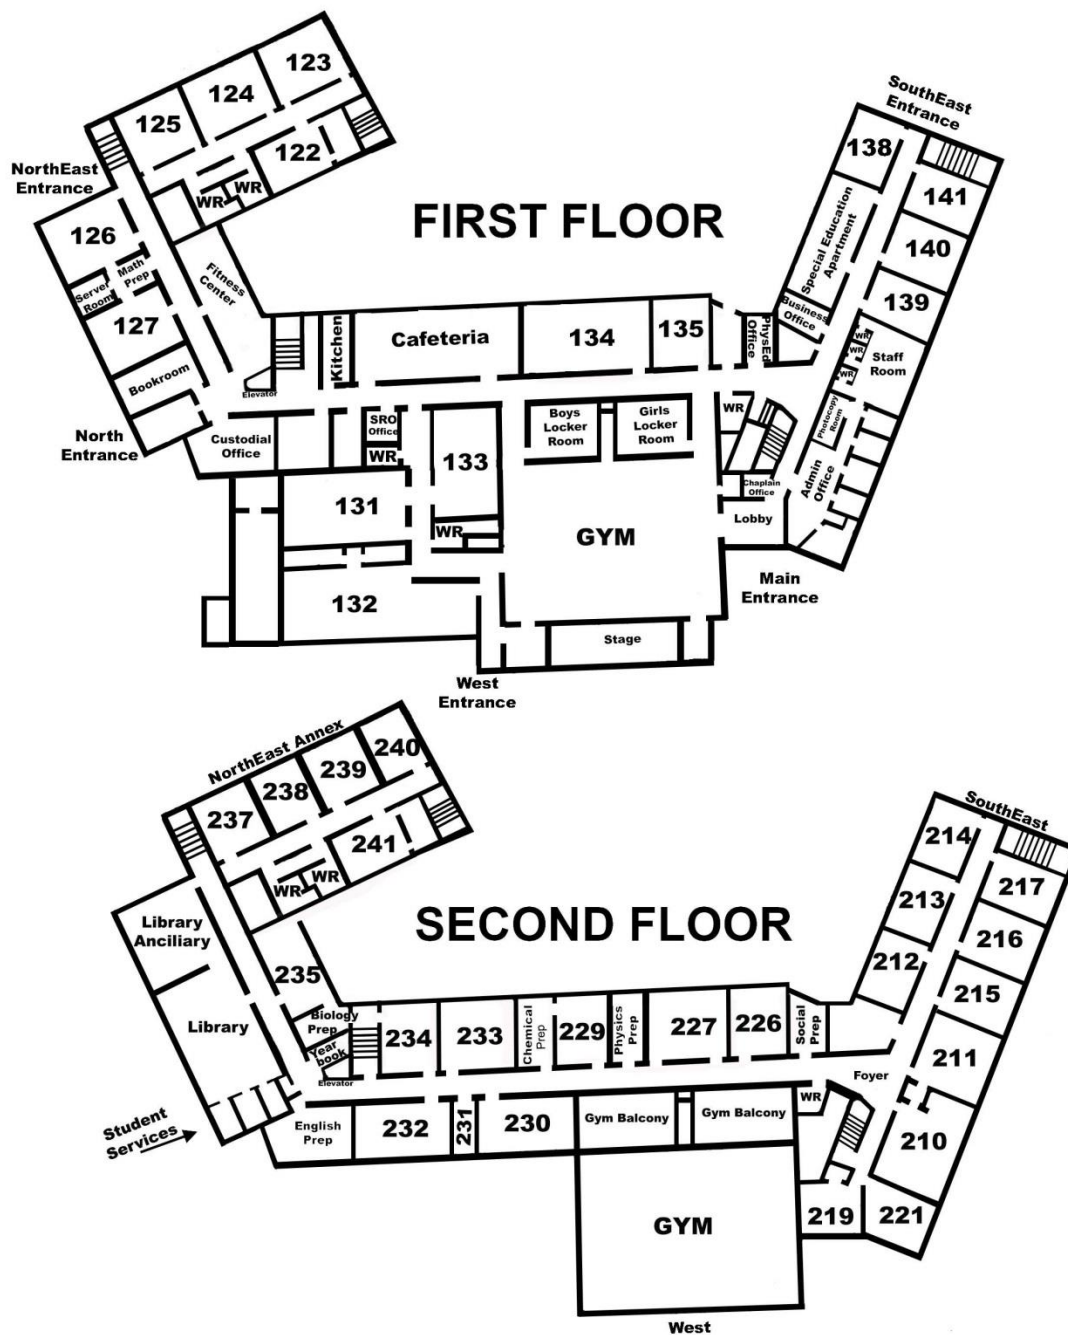 123
124
125
122
WR
WR
NorthEast
Entrance
126
Math
Prep
Server
Room
127
Bookroom
Fitness
Center
Elevator
North
Entrance
Custodial
Office
FIRST FLOOR
SouthEast
Entrance
138
141
Special Education
Apartment
140
139
Business
Office
PhysEd
Office
Kitchen
Cafeteria
134
135
WR
WR
WR
Staff
Room
Photocopy
Room
Admin
Office
SRO
Office
WR
133
Boys
Locker
Room
Girls
Locker
Room
WR
131
WR
GYM
Chaplain
Office
Lobby
132
Main
Entrance
Stage
West
Entrance
NorthEast Annex
240
239
238
237
241
WR
WR
Library
Anciliary
235
Library
Biology
Prep
Year
book
Elevator
Student
Services
English
Prep
SECOND FLOOR
SouthEast
214
217
213
216
212
215
234
233
Chemical
Prep
229
Physics
Prep
227
226
Social
Prep
211
Foyer
232
231
230
Gym Balcony
Gym Balcony
WR
210
GYM
219
221
West